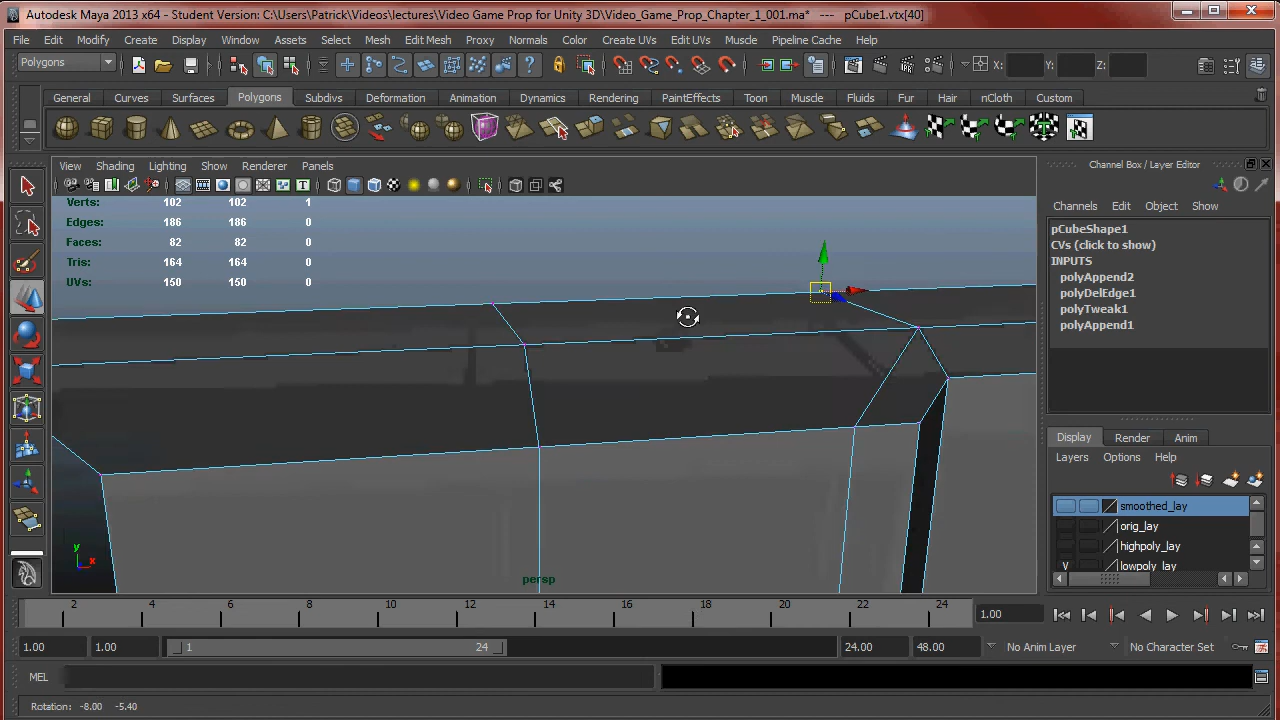 Autodesk Maya 2013 x64 - Student Version: C:\Users\Patrick\Videos\lectures\Video Game Prop for Unity 3D\Video_Game_Prop_Chapter_1_001.ma* --- pCube1.vtx[40]
File Edit Modify Create Display Window Assets Select Mesh Edit Mesh Proxy Normals Color Create UVs Edit UVs Muscle Pipeline Cache Help
Polygons X: Y: Z:
General Curves Surfaces Polygons Subdivs Deformation Animation Dynamics Rendering PaintEffects Toon Muscle Fluids Fur Hair nCloth Custom
View Shading Lighting Show Renderer Panels
Channel Box / Layer Editor
Verts: 102 102 1
Edges: 186 186 0
Faces: 82 82 0
Tris: 164 164 0
UVs: 150 150 0
Channels Edit Object Show
pCubeShape1
CVs (click to show)
INPUTS
polyAppend2
polyDelEdge1
polyTweak1
polyAppend1
Display Render Anim
Layers Options Help
smoothed_lay
orig_lay
highpoly_lay
V lowpoly_lay
y
x
persp
2 4 6 8 10 12 14 16 18 20 22 24 1.00
1.00 1.00 1 24 24.00 48.00 No Anim Layer No Character Set
MEL
Rotation: -8.00 -5.40